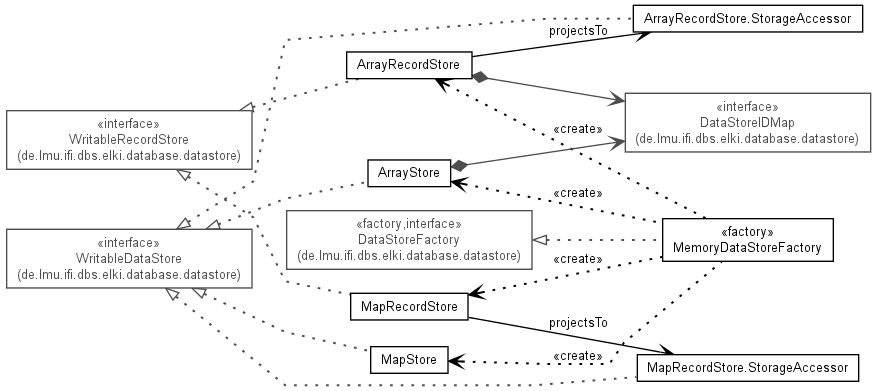 ArrayRecordStore.StorageAccessor
projectsTo
ArrayRecordStore
«interface»
WritableRecordStore
(de.lmu.ifi.dbs.elki.database.datastore)
«interface»
DataStoreIDMap
(de.lmu.ifi.dbs.elki.database.datastore)
«create»
ArrayStore
«create»
«factory,interface»
DataStoreFactory
(de.lmu.ifi.dbs.elki.database.datastore)
«factory»
MemoryDataStoreFactory
«interface»
WritableDataStore
(de.lmu.ifi.dbs.elki.database.datastore)
«create»
MapRecordStore
projectsTo
MapStore
«create»
MapRecordStore.StorageAccessor